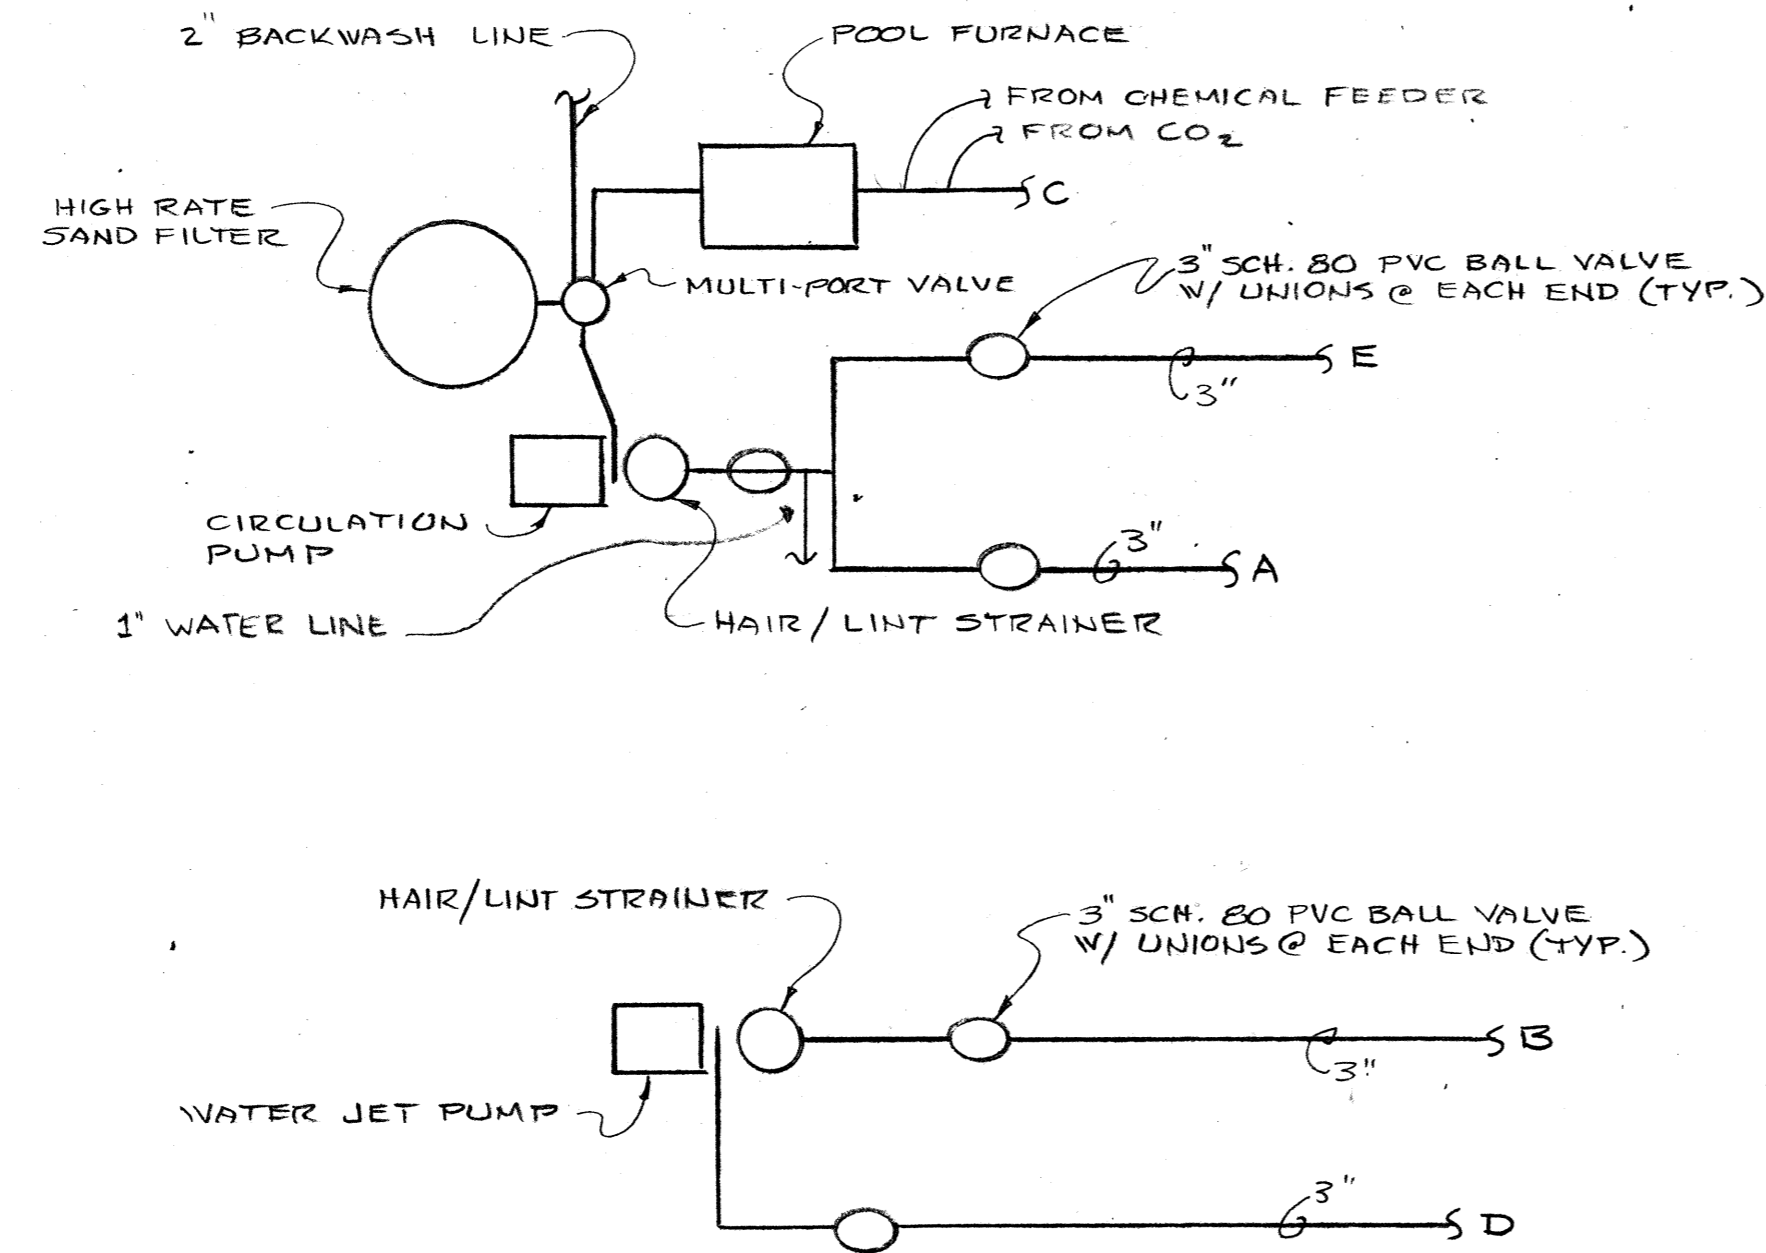 2" BACKWASH LINE
POOL FURNACE
FROM CHEMICAL FEEDER
FROM CO2
C
HIGH RATE
SAND FILTER
MULTI-PORT VALVE
3" SCH. 80 PVC BALL VALVE
W/ UNIONS @ EACH END (TYP.)
E
3"
CIRCULATION
PUMP
3"
A
1" WATER LINE
HAIR/LINT STRAINER
HAIR/LINT STRAINER
3" SCH. 80 PVC BALL VALVE
W/ UNIONS @ EACH END (TYP.)
B
3"
WATER JET PUMP
3"
D